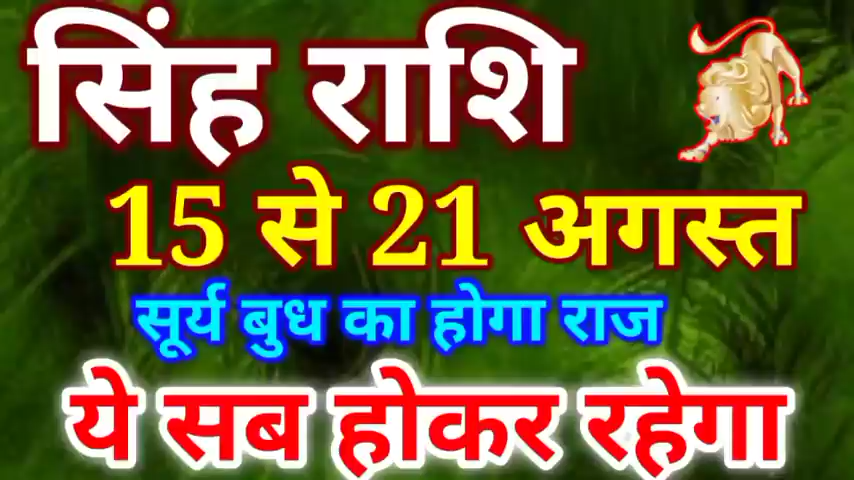 सिंह राशि
15 से 21 अगस्त
सूर्य बुध का होगा राज
ये सब होकर रहेगा